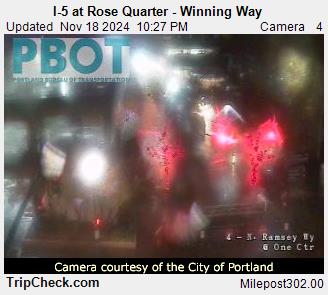 I-5 at Rose Quarter - Winning Way
Updated Nov 18 2024 10:27 PM Camera 4
PBOT
PORTLAND BUREAU OF TRANSPORTATION
4 - N. Ramsey Wy
@ One Ctr
Camera courtesy of the City of Portland
TripCheck.com Milepost302.00